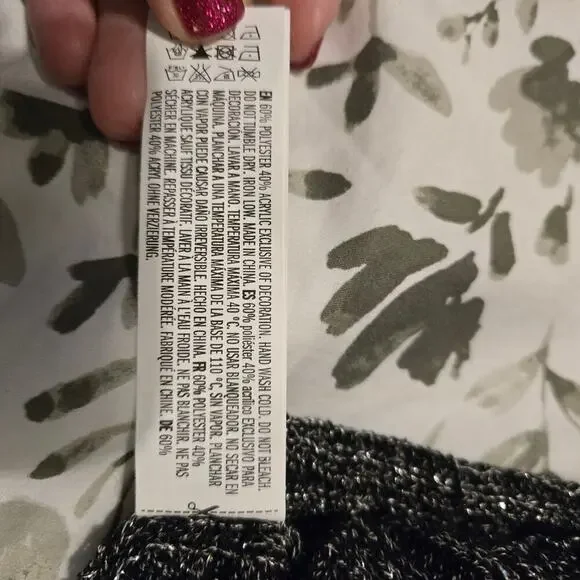 EN 60% POLYESTER 40% ACRYLIC EXCLUSIVE OF DECORATION. HAND WASH COLD. DO NOT BLEACH.
DO NOT TUMBLE DRY. IRON LOW. MADE IN CHINA. ES 60% poliéster 40% acrílico EXCLUSIVO PARA
DECORACIÓN. LAVAR A MANO, TEMPERATURA MÁXIMA 40 °C. NO USAR BLANQUEADOR. NO SECAR EN
MÁQUINA. PLANCHAR A UNA TEMPERATURA MÁXIMA DE LA BASE DE 110 °C, SIN VAPOR. PLANCHAR
CON VAPOR PUEDE CAUSAR DAÑO IRREVERSIBLE. HECHO EN CHINA. FR 60% POLYESTER 40%
ACRYLIQUE SAUF TISSU DÉCORATIF. LAVER À LA MAIN À L'EAU FROIDE. NE PAS BLANCHIR. NE PAS
SÉCHER EN MACHINE. REPASSER À TEMPÉRATURE MODÉRÉE. FABRIQUÉ EN CHINE. DE 60%
POLYESTER 40% ACRYL OHNE VERZIERUNG.